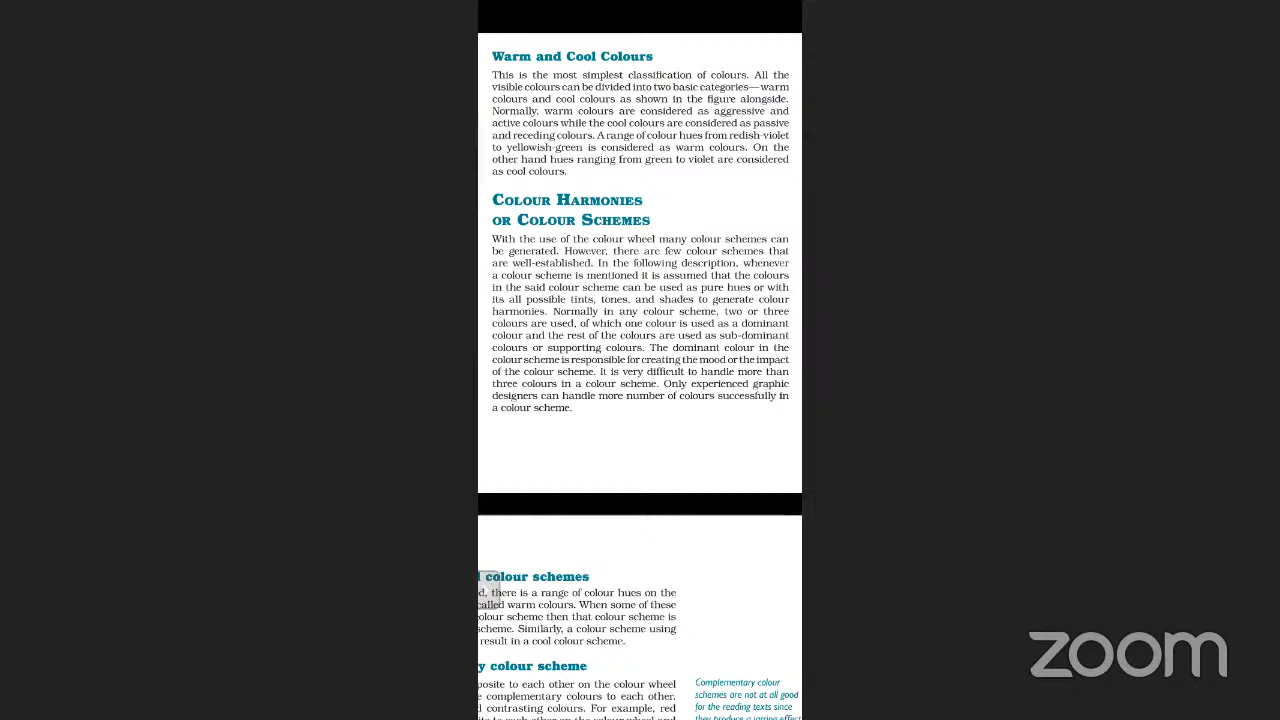 Warm and Cool Colours
This is the most simplest classification of colours. All the
visible colours can be divided into two basic categories—warm
colours and cool colours as shown in the figure alongside.
Normally, warm colours are considered as aggressive and
active colours while the cool colours are considered as passive
and receding colours. A range of colour hues from redish-violet
to yellowish-green is considered as warm colours. On the
other hand hues ranging from green to violet are considered
as cool colours.
COLOUR HARMONIES
OR COLOUR SCHEMES
With the use of the colour wheel many colour schemes can
be generated. However, there are few colour schemes that
are well-established. In the following description, whenever
a colour scheme is mentioned it is assumed that the colours
in the said colour scheme can be used as pure hues or with
its all possible tints, tones, and shades to generate colour
harmonies. Normally in any colour scheme, two or three
colours are used, of which one colour is used as a dominant
colour and the rest of the colours are used as sub-dominant
colours or supporting colours. The dominant colour in the
colour scheme is responsible for creating the mood or the impact
of the colour scheme. It is very difficult to handle more than
three colours in a colour scheme. Only experienced graphic
designers can handle more number of colours successfully in
a colour scheme.
colour schemes
there is a range of colour hues on the
called warm colours. When some of these
colour scheme then that colour scheme is
scheme. Similarly, a colour scheme using
result in a cool colour scheme.
y colour scheme
posite to each other on the colour wheel
complementary colours to each other.
contrasting colours. For example, red
to each other on the colour wheel and
Complementary colour
schemes are not at all good
for the reading texts since
they produce a effect
zoom